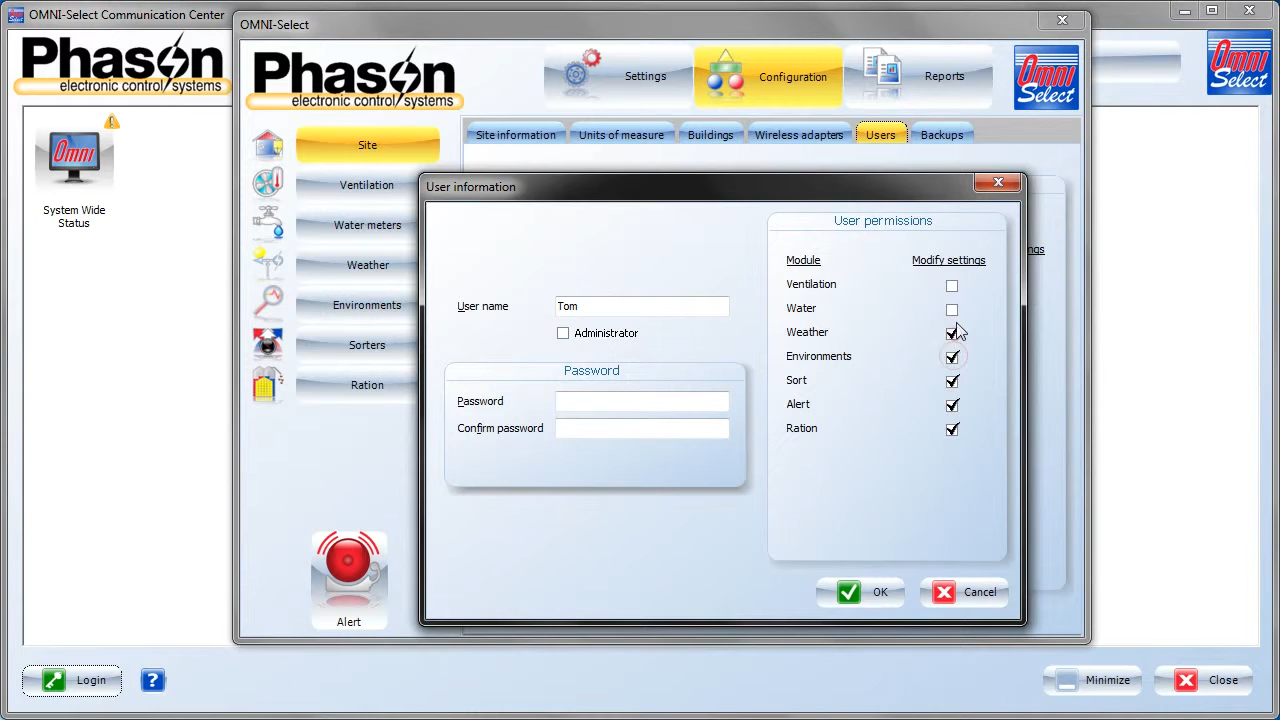 OMNI-Select Communication Center
Phason
electronic control/systems
Omni
Select
Omni
System Wide
Status
OMNI-Select
Phason
electronic control/systems
Settings
Configuration
Reports
Omni
Select
Site
Ventilation
Water meters
Weather
Environments
Sorters
Ration
Alert
Site information
Units of measure
Buildings
Wireless adapters
Users
Backups
ngs
User information
User name
Tom
Administrator
Password
Password
Confirm password
User permissions
Module
Modify settings
Ventilation
Water
Weather
Environments
Sort
Alert
Ration
OK
Cancel
Login
?
Minimize
Close